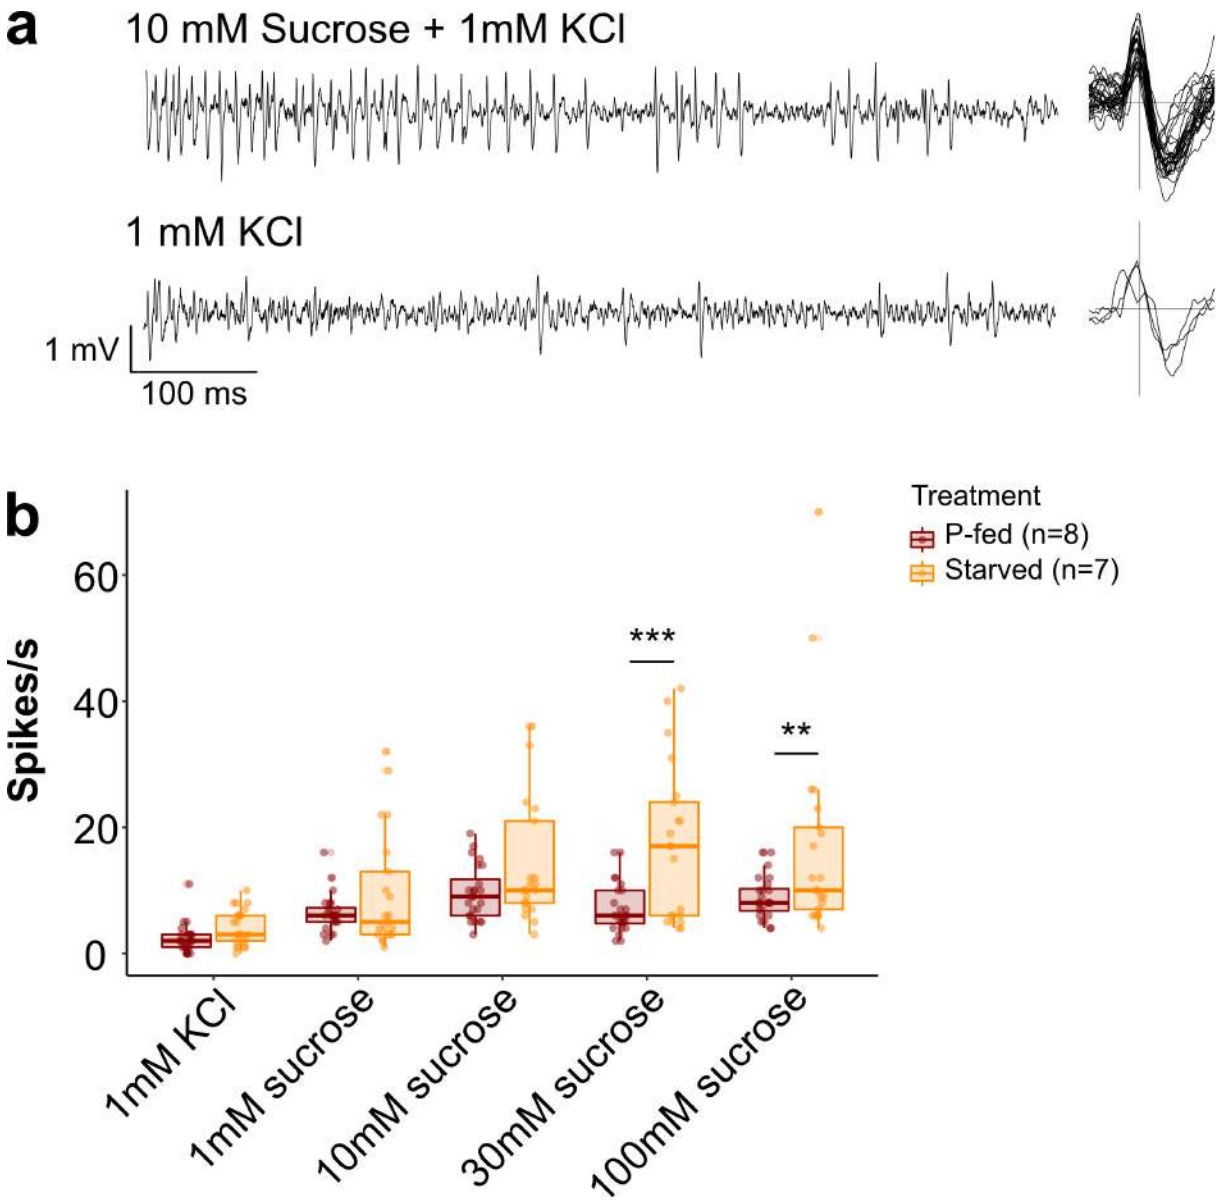 a
10 mM Sucrose + 1mM KCl
1 mM KCl
1 mV
100 ms
b
Treatment
P-fed (n=8)
Starved (n=7)
Spikes/s
60
40
20
0
***
**
1mM KCl
1mM sucrose
10mM sucrose
30mM sucrose
100mM sucrose